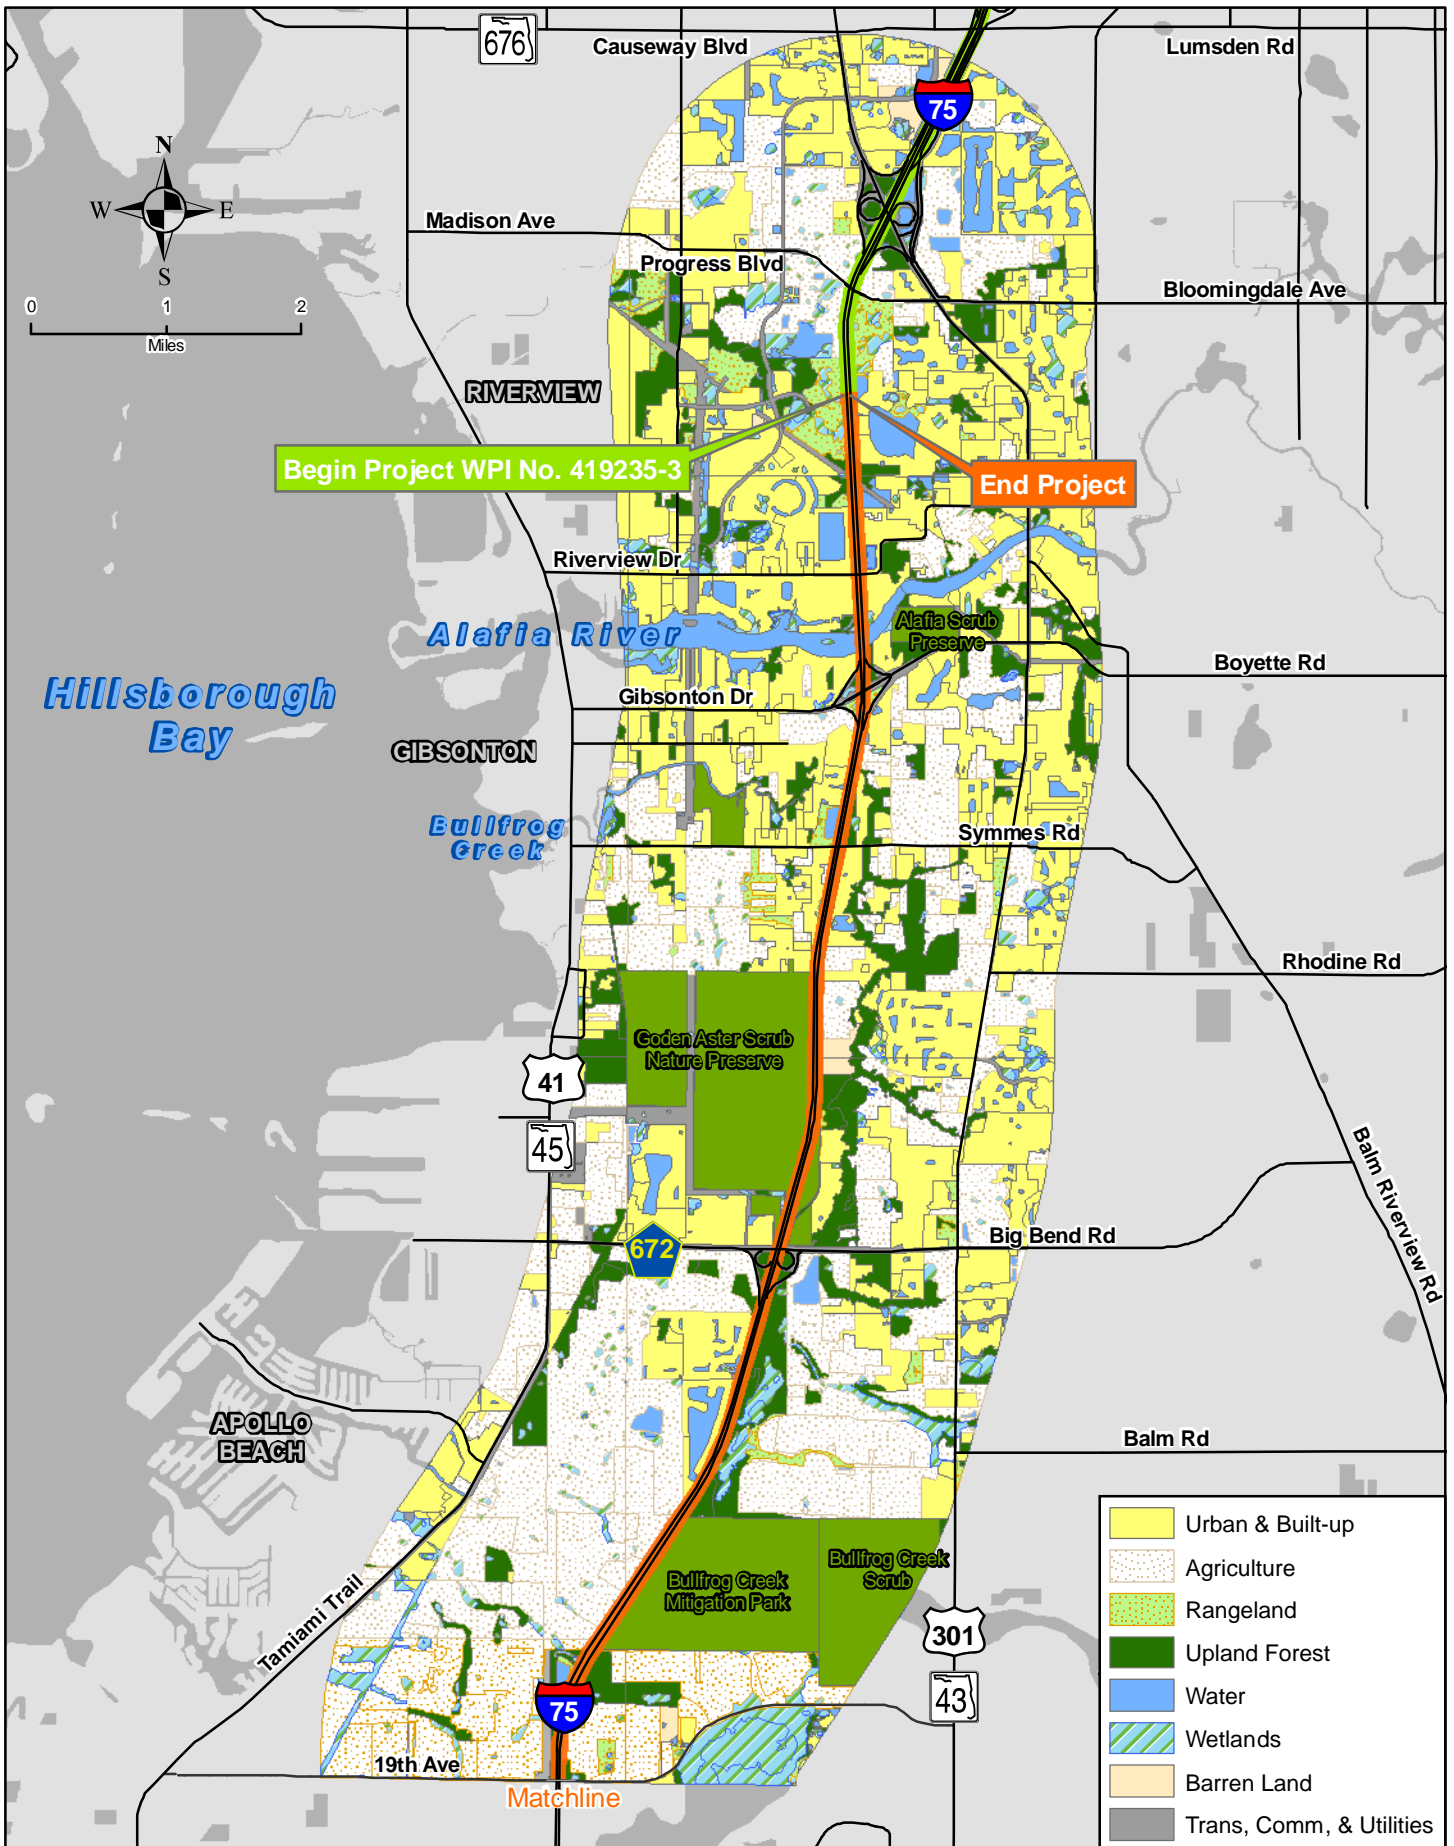 676
Causeway Blvd
Lumsden Rd
75
N
W
E
S
Madison Ave
Progress Blvd
Bloomingdale Ave
0
1
2
Miles
RIVERVIEW
Begin Project WPI No. 419235-3
End Project
Riverview Dr
Alafia River
Alafia Scrub
Preserve
Boyette Rd
Hillsborough
Bay
Gibsonton Dr
GIBSONTON
Bullfrog
Creek
Symmes Rd
Rhodine Rd
Goden Aster Scrub
Nature Preserve
41
45
Balm Riverview Rd
672
Big Bend Rd
APOLLO
BEACH
Balm Rd
Bullfrog Creek
Scrub
Bullfrog Creek
Mitigation Park
Tamiami Trail
301
43
75
19th Ave
Matchline
Urban & Built-up
Agriculture
Rangeland
Upland Forest
Water
Wetlands
Barren Land
Trans, Comm, & Utilities